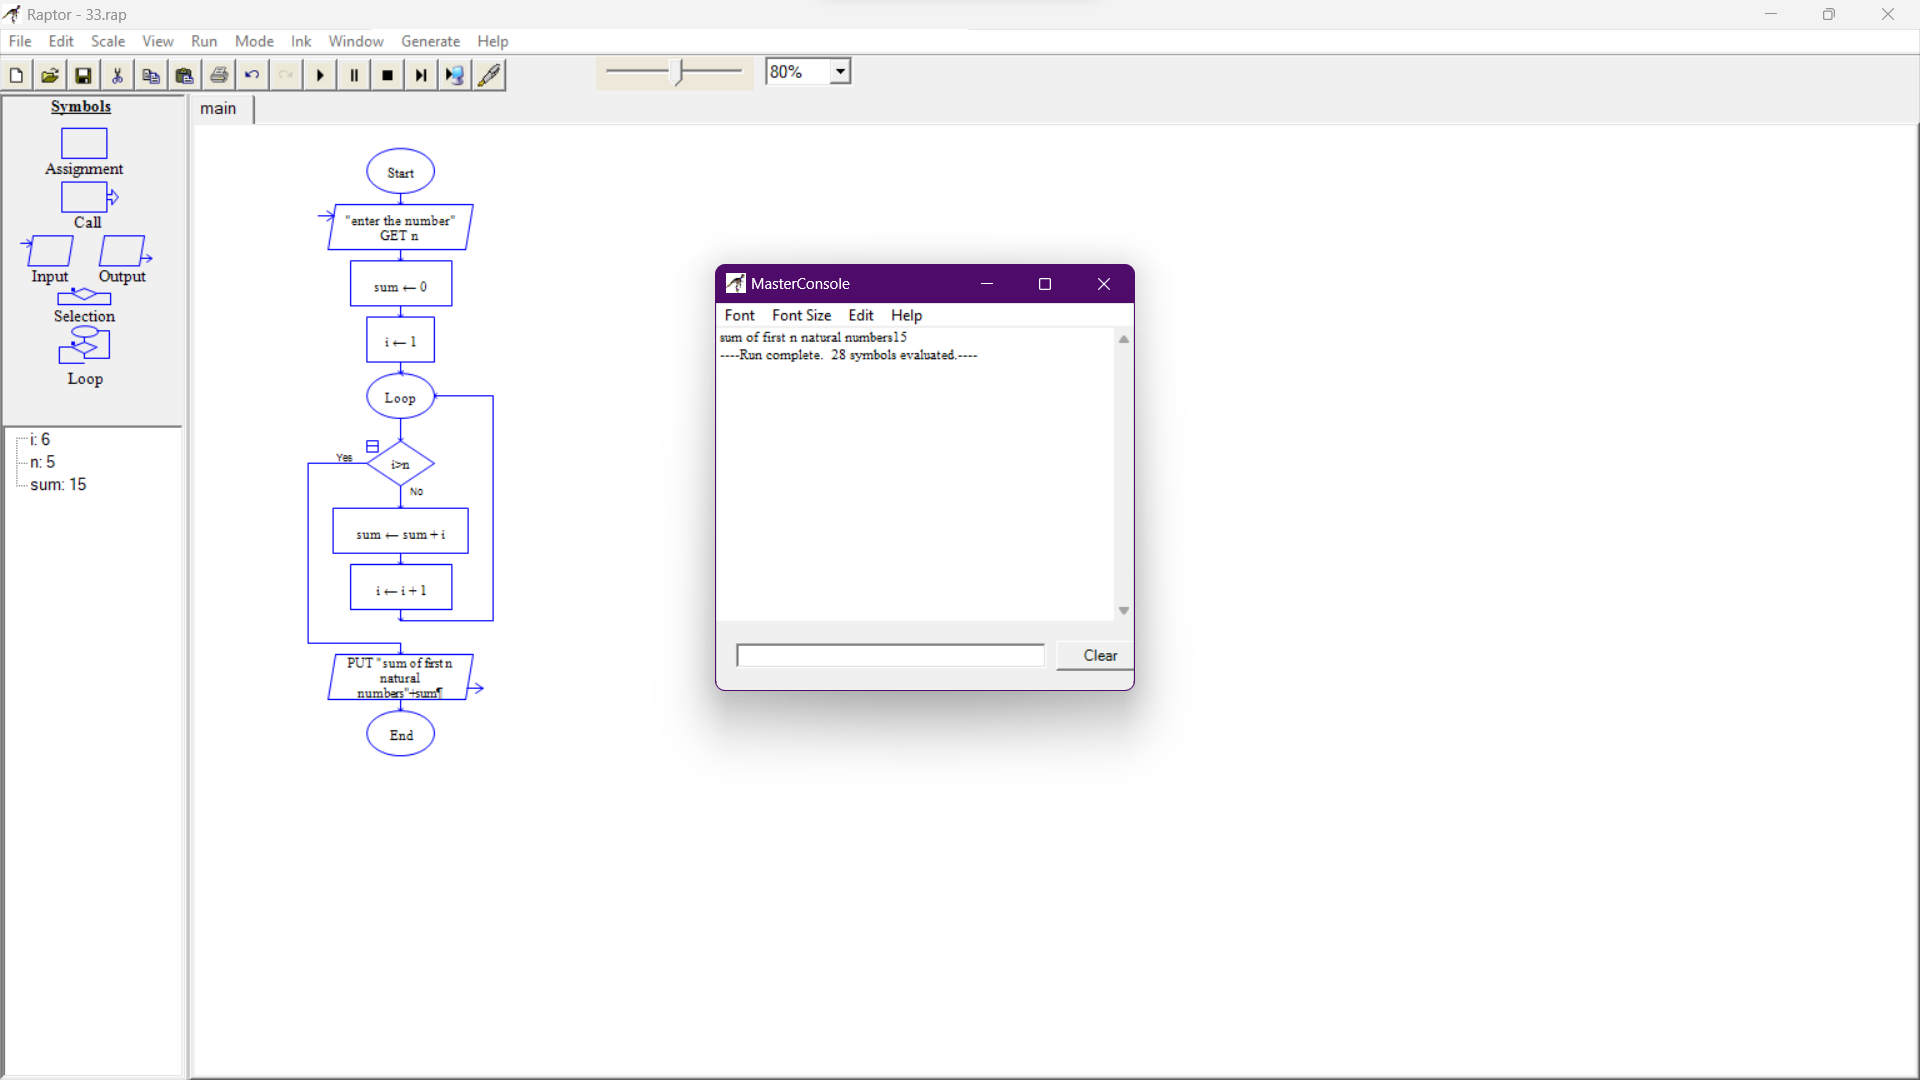 Raptor - 33.rap
File Edit Scale View Run Mode Ink Window Generate Help
80%
Symbols
Assignment
Call
Input Output
Selection
Loop
i: 6
n: 5
sum: 15
main
Start
"enter the number"
GET n
sum ← 0
i ← 1
Loop
Yes
i>n
No
sum ← sum + i
i ← i + 1
PUT "sum of first n
natural
numbers"+sum¶
End
MasterConsole
Font Font Size Edit Help
sum of first n natural numbers15
----Run complete.  28 symbols evaluated.----
Clear